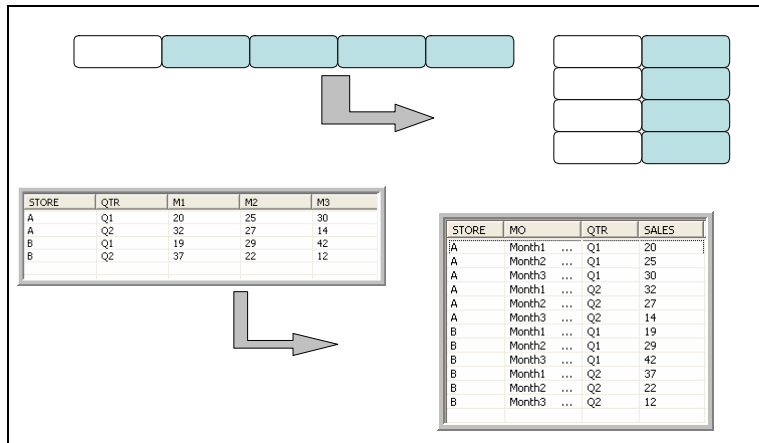 STORE QTR M1 M2 M3
A Q1 20 25 30
A Q2 32 27 14
B Q1 19 29 42
B Q2 37 22 12
STORE MO QTR SALES
A Month1 ... Q1 20
A Month2 ... Q1 25
A Month3 ... Q1 30
A Month1 ... Q2 32
A Month2 ... Q2 27
A Month3 ... Q2 14
B Month1 ... Q1 19
B Month2 ... Q1 29
B Month3 ... Q1 42
B Month1 ... Q2 37
B Month2 ... Q2 22
B Month3 ... Q2 12